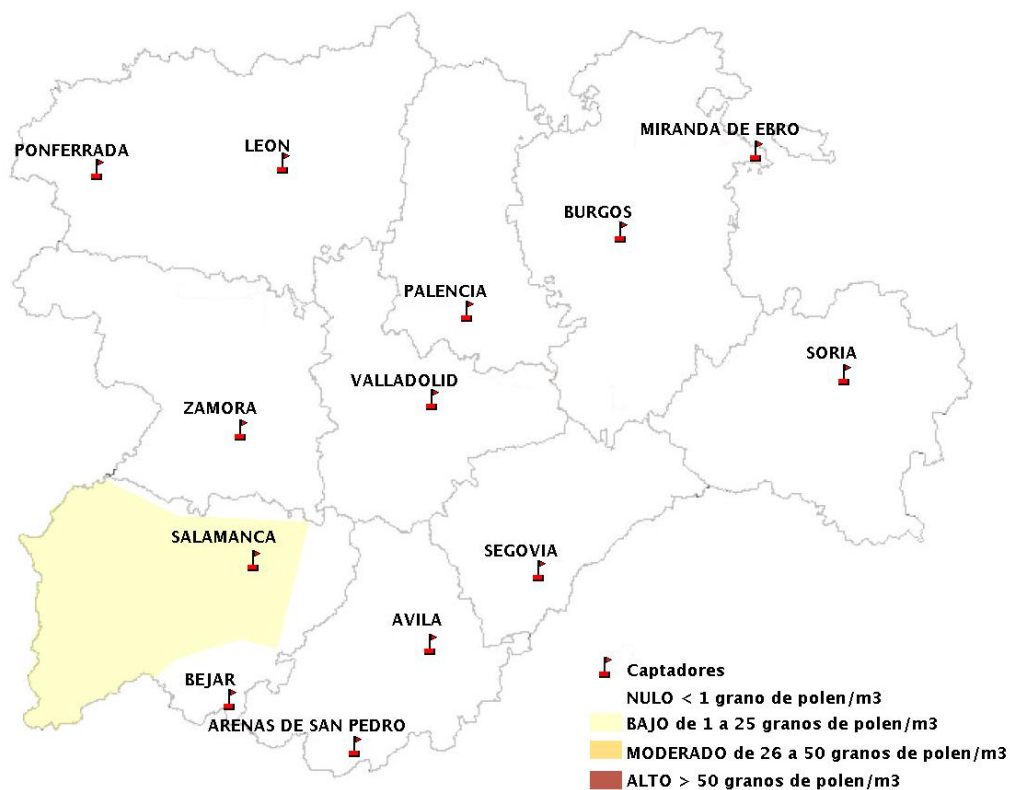 MIRANDA DE EBRO
PONFERRADA
LEON
BURGOS
PALENCIA
SORIA
VALLADOLID
ZAMORA
SALAMANCA
SEGOVIA
AVILA
BEJAR
ARENAS DE SAN PEDRO
Captadores
NULO < 1 grano de polen/m3
BAJO de 1 a 25 granos de polen/m3
MODERADO de 26 a 50 granos de polen/m3
ALTO > 50 granos de polen/m3